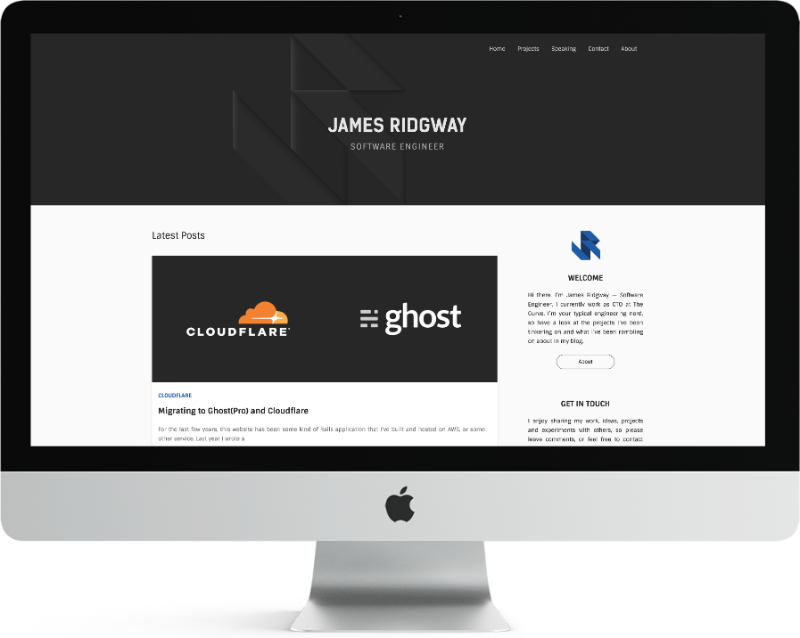 Home Projects Speaking Contact About
JAMES RIDGWAY
SOFTWARE ENGINEER
Latest Posts
CLOUDFLARE
ghost
CLOUDFLARE
Migrating to Ghost(Pro) and Cloudflare
For the last few years, this website has been some kind of Rails application that I've built and hosted on AWS, or some
other service. Last year I wrote a
WELCOME
Hi there. I'm James Ridgway — Software
Engineer. I currently work as CTO at The
Curve. I'm your typical engineering nerd,
so have a look at the projects I've been
tinkering on and what I've been rambling
on about in my blog.
About
GET IN TOUCH
I enjoy sharing my work, ideas, projects
and experiments with others, so please
leave comments, or feel free to contact